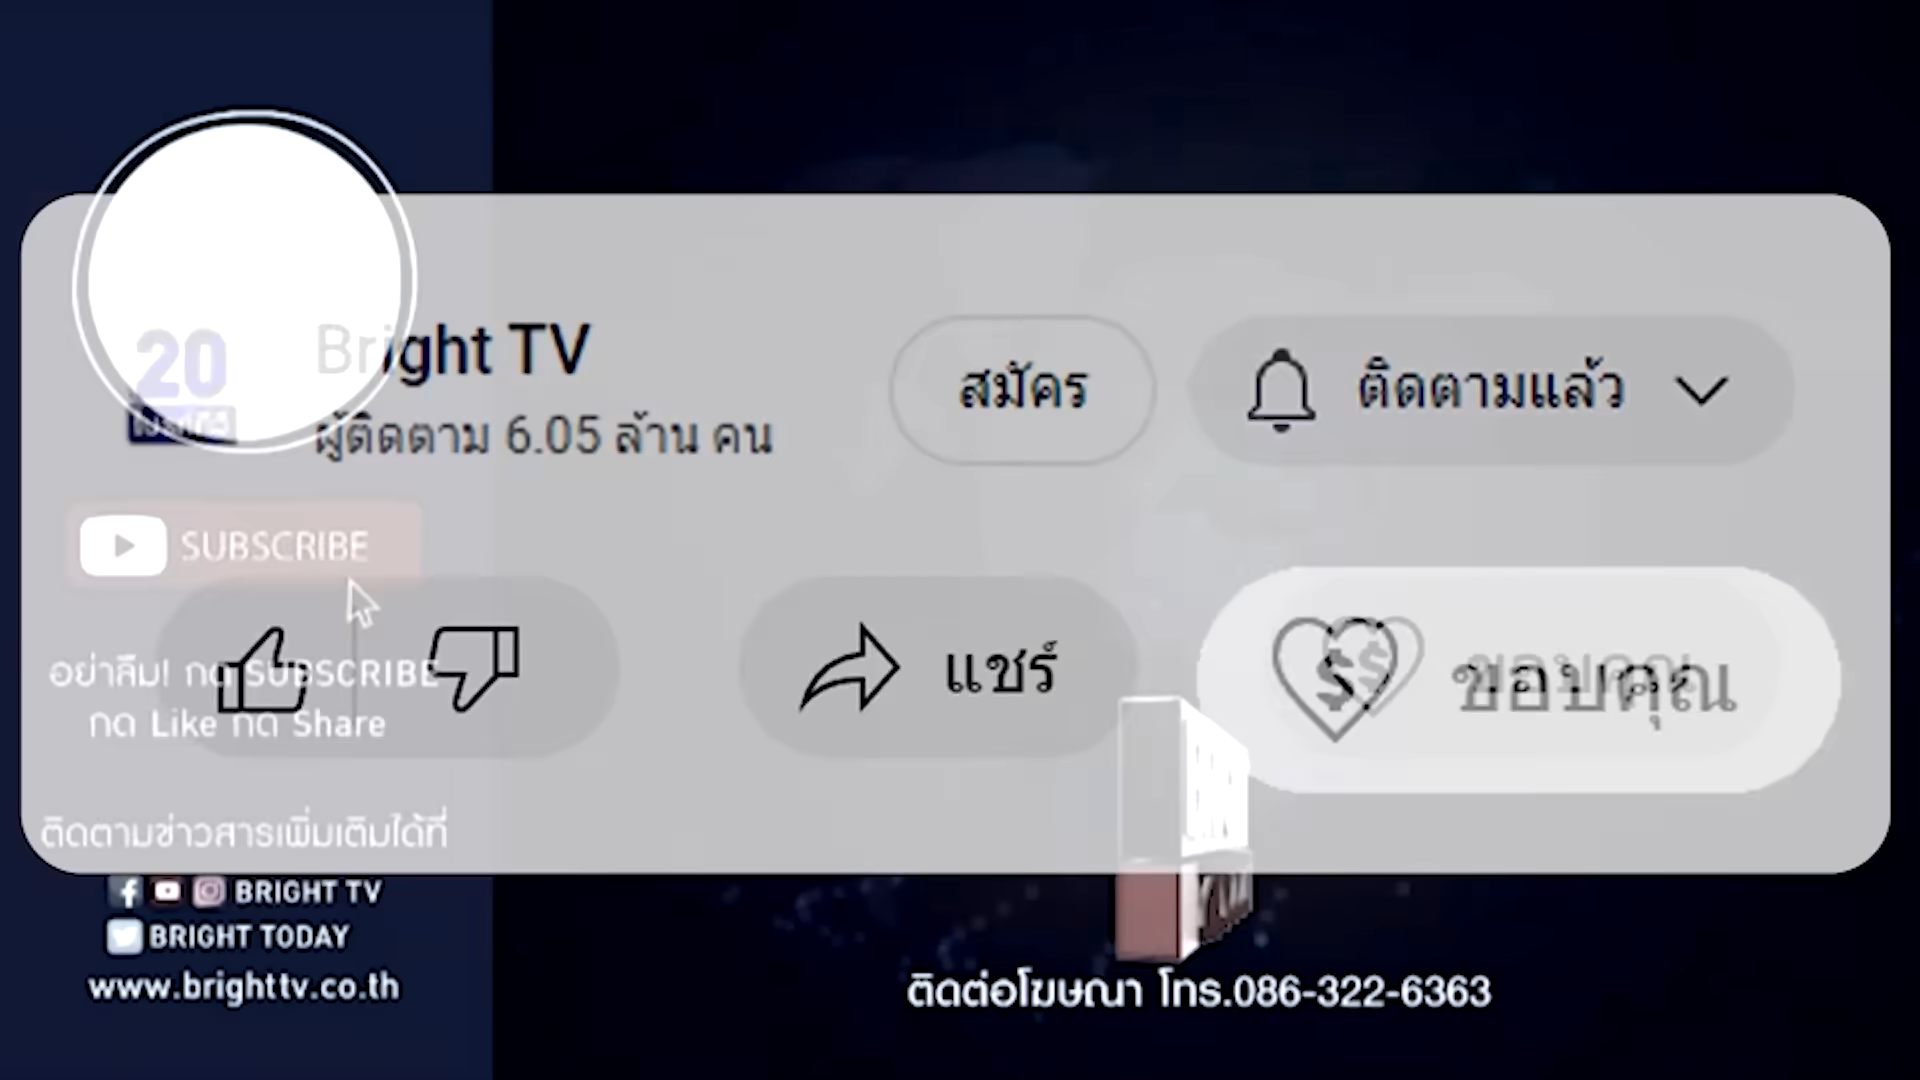 20
Bright TV
ผู้ติดตาม 6.05 ล้าน คน
สมัคร
ติดตามแล้ว
SUBSCRIBE
อย่าลืม! กด SUBSCRIBE
กด Like กด Share
แชร์
ขอบคุณ
ติดตามข่าวสารเพิ่มเติมได้ที่
BRIGHT TV
BRIGHT TODAY
www.brighttv.co.th
ติดต่อโฆษณา โทร.086-322-6363